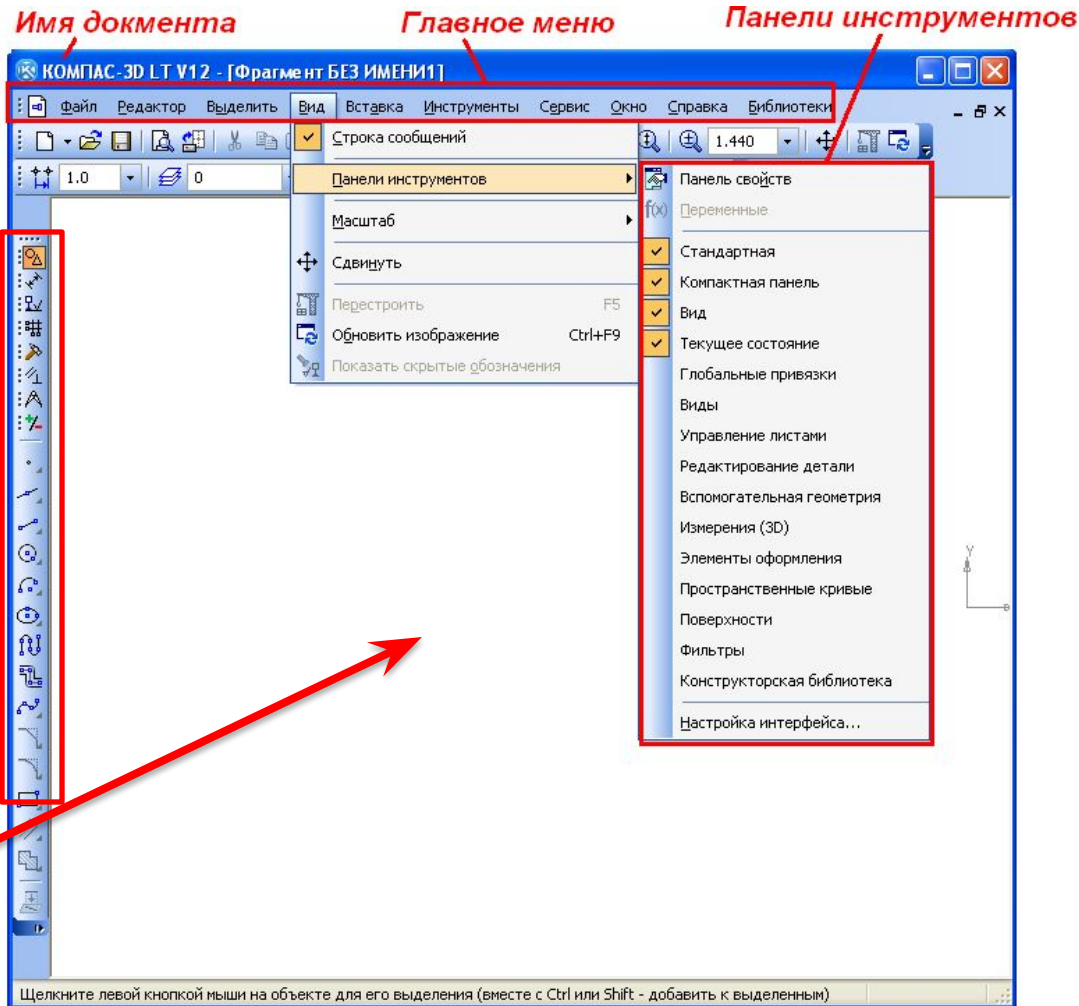 Имя докмента
Главное меню
Панели инструментов
КОМПАС-3D LT V12 - [Фрагмент БЕЗ ИМЕНИ1]
Файл Редактор Выделить Вид Вставка Инструменты Сервис Окно Справка Библиотеки
1.440
1.0
0
Строка сообщений
Панели инструментов
Масштаб
Сдвинуть
Перестроить F5
Обновить изображение Ctrl+F9
Показать скрытые обозначения
Панель свойств
f(x) Переменные
Стандартная
Компактная панель
Вид
Текущее состояние
Глобальные привязки
Виды
Управление листами
Редактирование детали
Вспомогательная геометрия
Измерения (3D)
Элементы оформления
Пространственные кривые
Поверхности
Фильтры
Конструкторская библиотека
Настройка интерфейса...
Y
Щелкните левой кнопкой мыши на объекте для его выделения (вместе с Ctrl или Shift - добавить к выделенным)